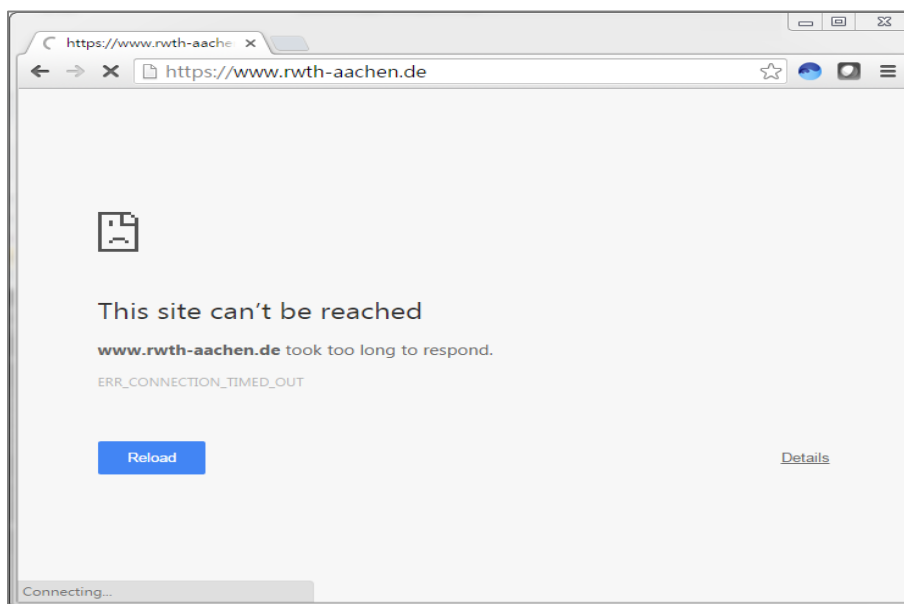 https://www.rwth-aache
https://www.rwth-aachen.de
This site can't be reached
www.rwth-aachen.de took too long to respond.
ERR_CONNECTION_TIMED_OUT
Reload
Details
Connecting...